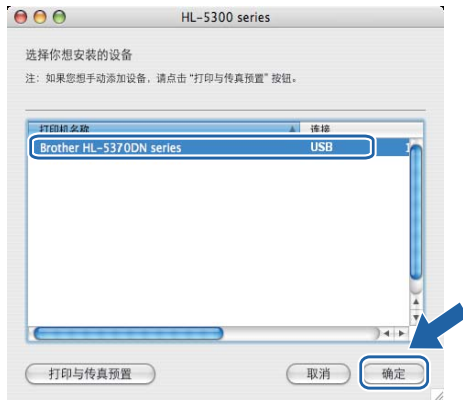 HL-5300 series
选择你想安装的设备
注: 如果您想手动添加设备, 请点击 "打印与传真预置" 按钮。
打印机名称 连接
Brother HL-5370DN series USB
打印与传真预置 取消 确定